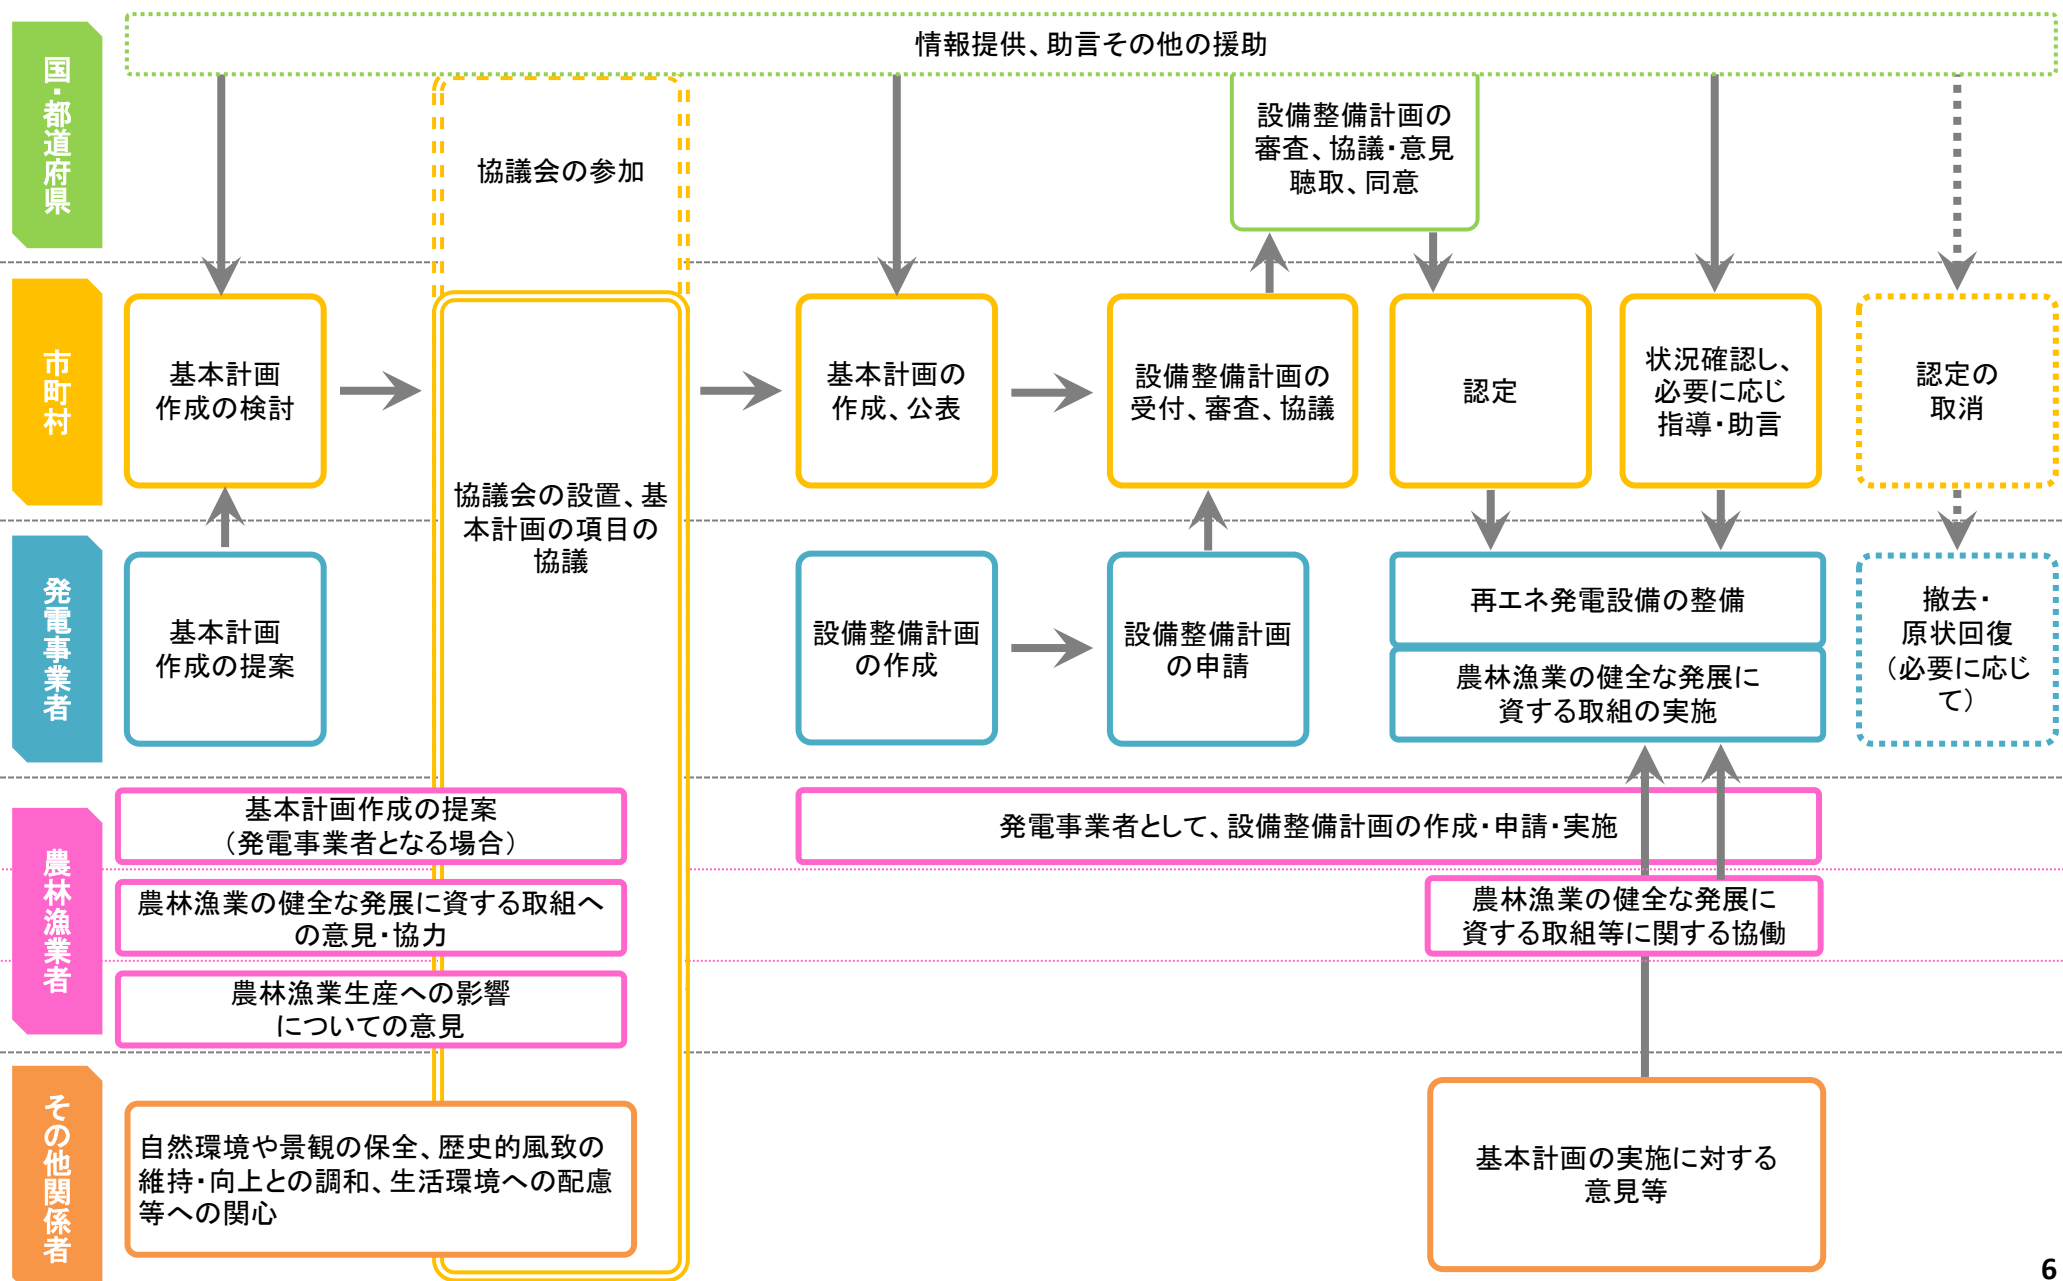 国・都道府県
情報提供、助言その他の援助
協議会の参加
設備整備計画の
審査、協議・意見
聴取、同意
市町村
基本計画
作成の検討
協議会の設置、基
本計画の項目の
協議
基本計画の
作成、公表
設備整備計画の
受付、審査、協議
認定
状況確認し、
必要に応じ
指導・助言
認定の
取消
発電事業者
基本計画
作成の提案
設備整備計画
の作成
設備整備計画
の申請
再エネ発電設備の整備
農林漁業の健全な発展に
資する取組の実施
撤去・
原状回復
(必要に応じ
て)
農林漁業者
基本計画作成の提案
(発電事業者となる場合)
発電事業者として、設備整備計画の作成・申請・実施
農林漁業の健全な発展に資する取組へ
の意見・協力
農林漁業の健全な発展に
資する取組等に関する協働
農林漁業生産への影響
についての意見
その他関係者
自然環境や景観の保全、歴史的風致の
維持・向上との調和、生活環境への配慮
等への関心
基本計画の実施に対する
意見等
6